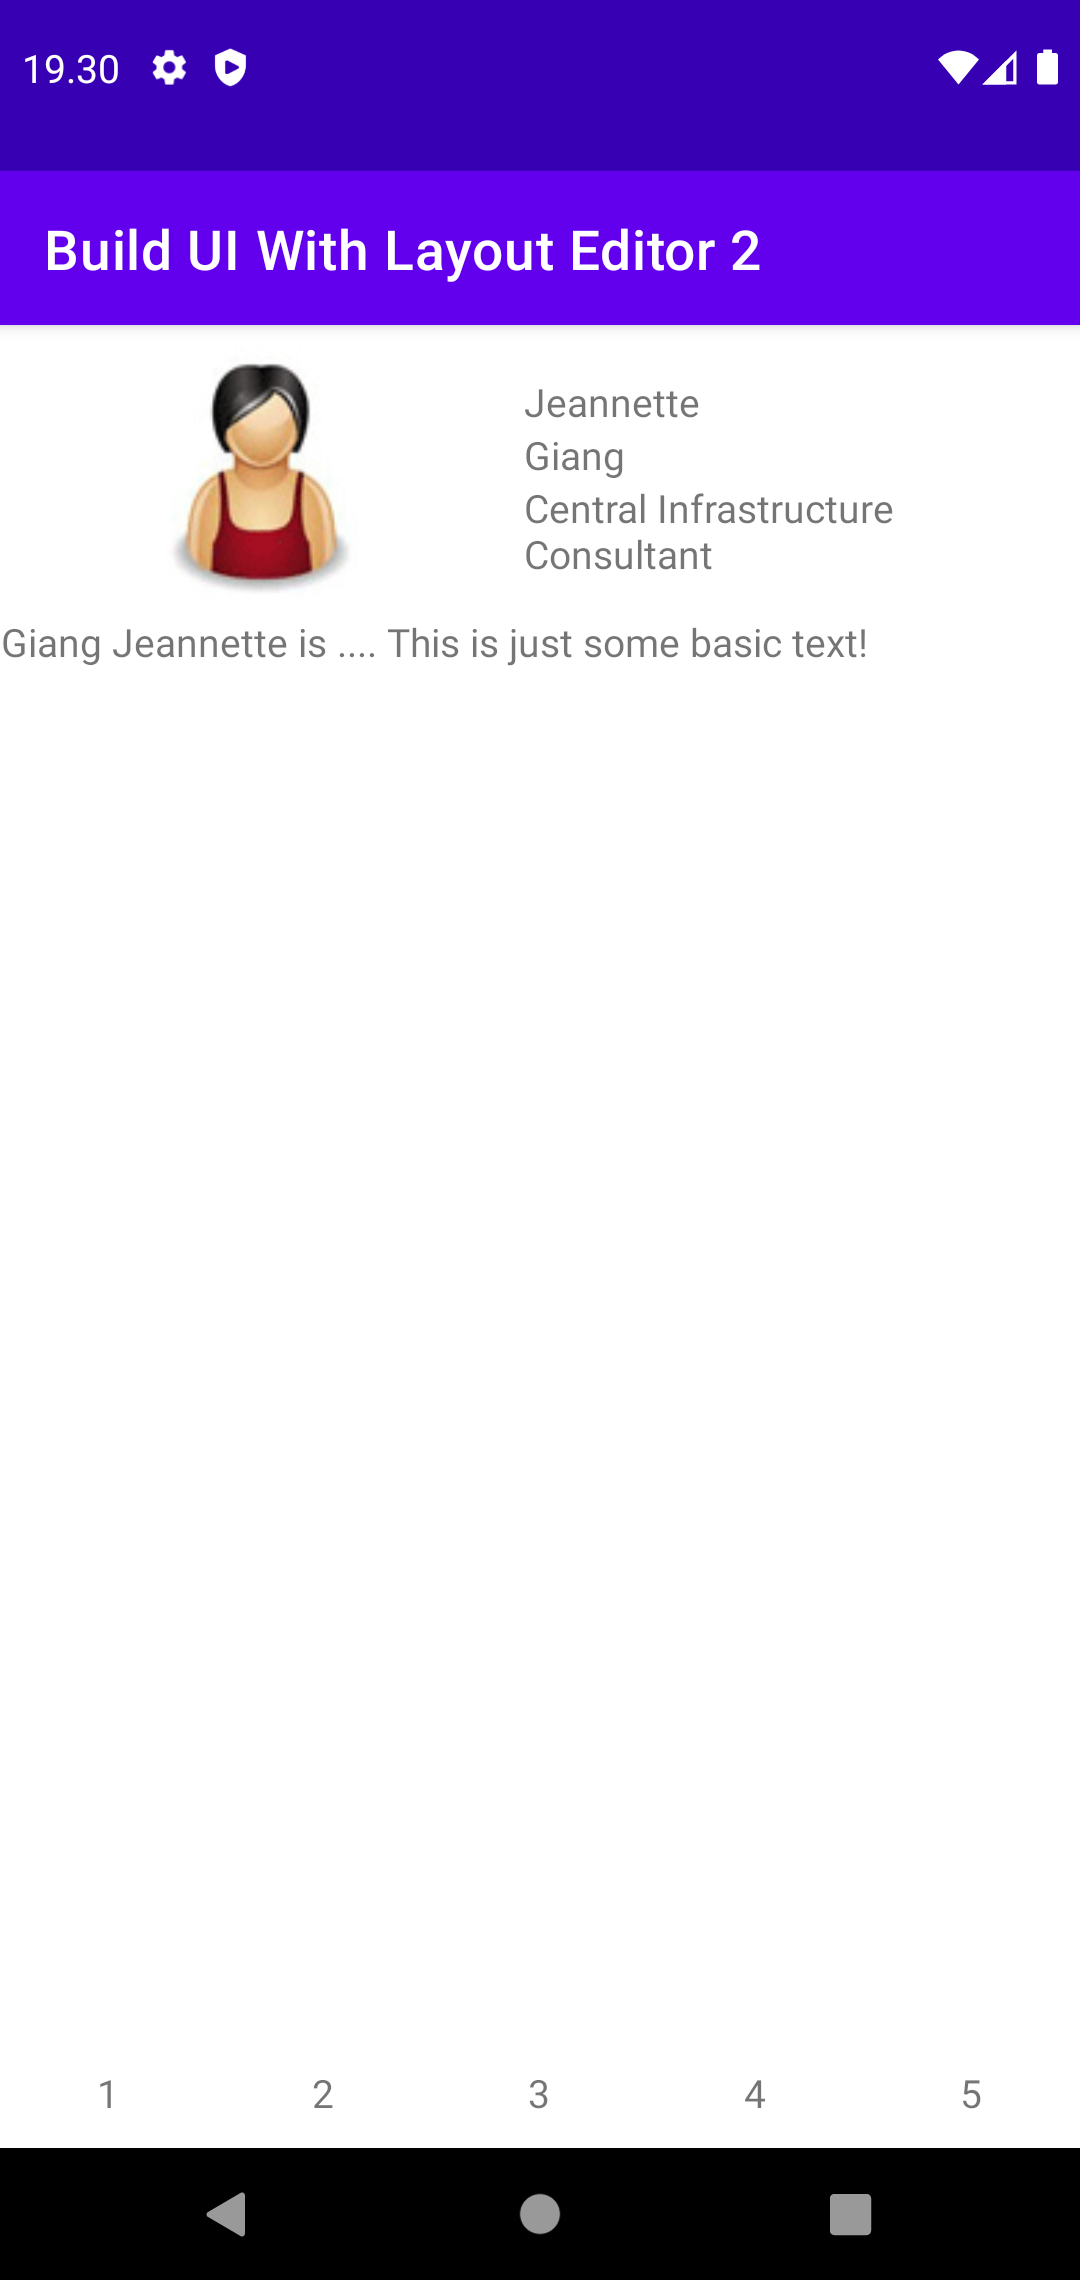 19.30
Build UI With Layout Editor 2
Jeannette
Giang
Central Infrastructure
Consultant
Giang Jeannette is .... This is just some basic text!
1 2 3 4 5